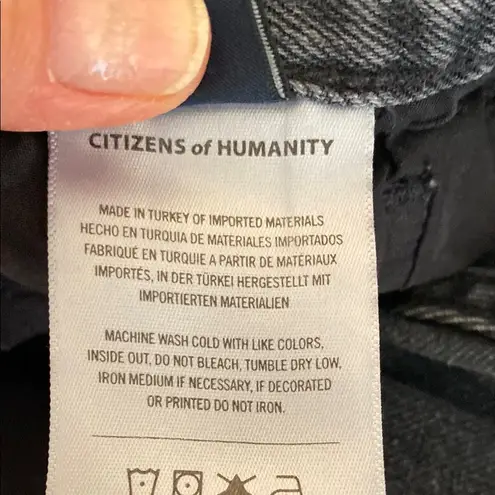 CITIZENS of HUMANITY
MADE IN TURKEY OF IMPORTED MATERIALS
HECHO EN TURQUIA DE MATERIALES IMPORTADOS
FABRIQUÉ EN TURQUIE A PARTIR DE MATÉRIAUX
IMPORTÉS, IN DER TÜRKEI HERGESTELLT MIT
IMPORTIERTEN MATERIALIEN
MACHINE WASH COLD WITH LIKE COLORS,
INSIDE OUT, DO NOT BLEACH, TUMBLE DRY LOW,
IRON MEDIUM IF NECESSARY, IF DECORATED
OR PRINTED DO NOT IRON.